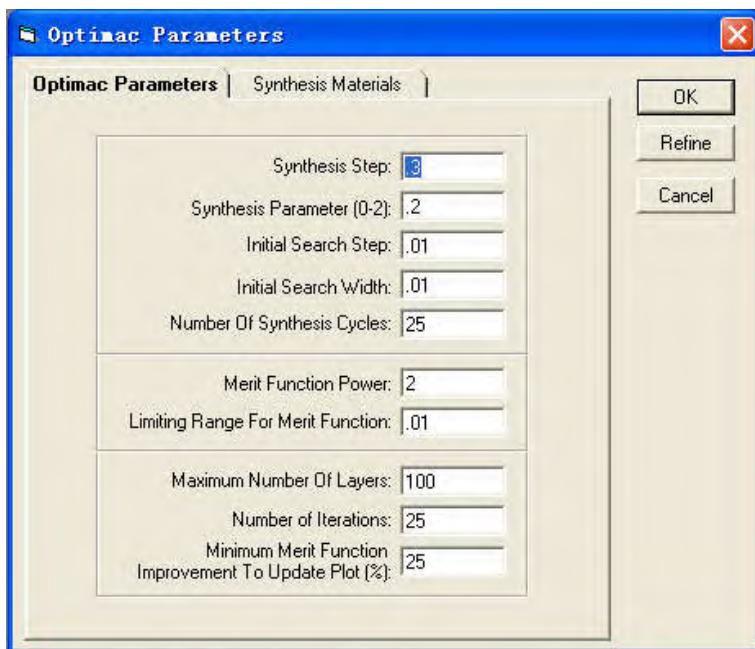 Optimac Parameters
Optimac Parameters Synthesis Materials
OK
Refine
Cancel
Synthesis Step: .3
Synthesis Parameter (0-2): .2
Initial Search Step: .01
Initial Search Width: .01
Number Of Synthesis Cycles: 25
Merit Function Power: 2
Limiting Range For Merit Function: .01
Maximum Number Of Layers: 100
Number of Iterations: 25
Minimum Merit Function
Improvement To Update Plot (%): 25